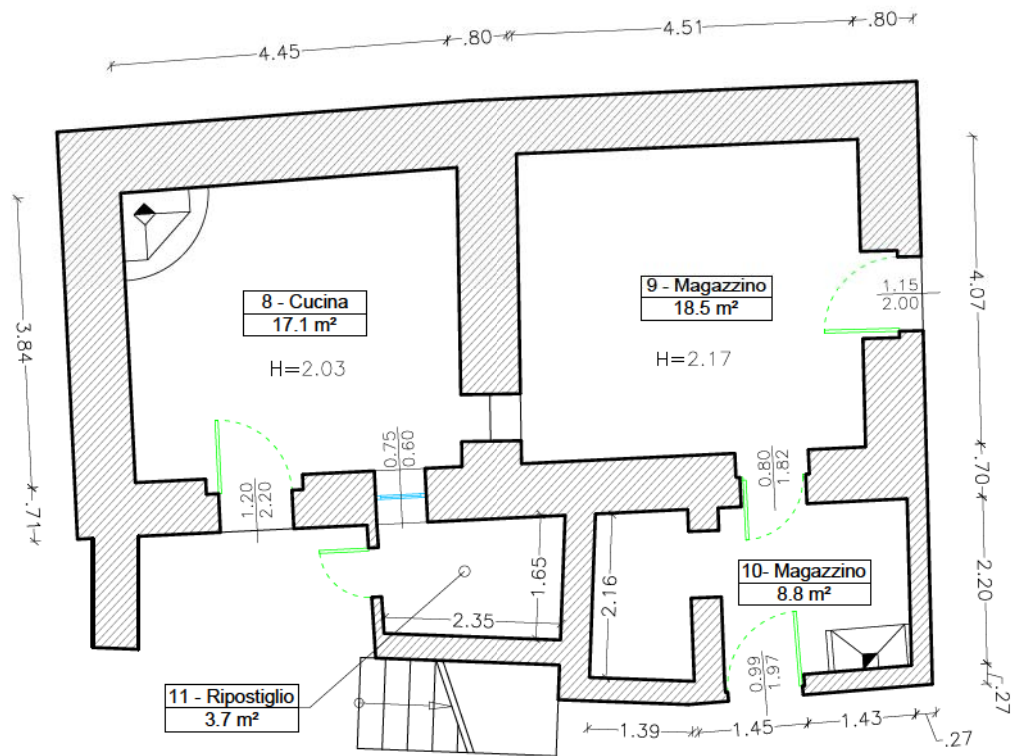 4.45
.80
4.51
.80
3.84
.71
8 - Cucina
17.1 m²
H=2.03
9 - Magazzino
18.5 m²
H=2.17
1.15
2.00
4.07
.70
2.20
.27
1.20
2.20
0.75
0.60
0.80
1.82
1.65
2.35
2.16
10- Magazzino
8.8 m²
0.99
1.97
11 - Ripostiglio
3.7 m²
1.39
1.45
1.43
.27